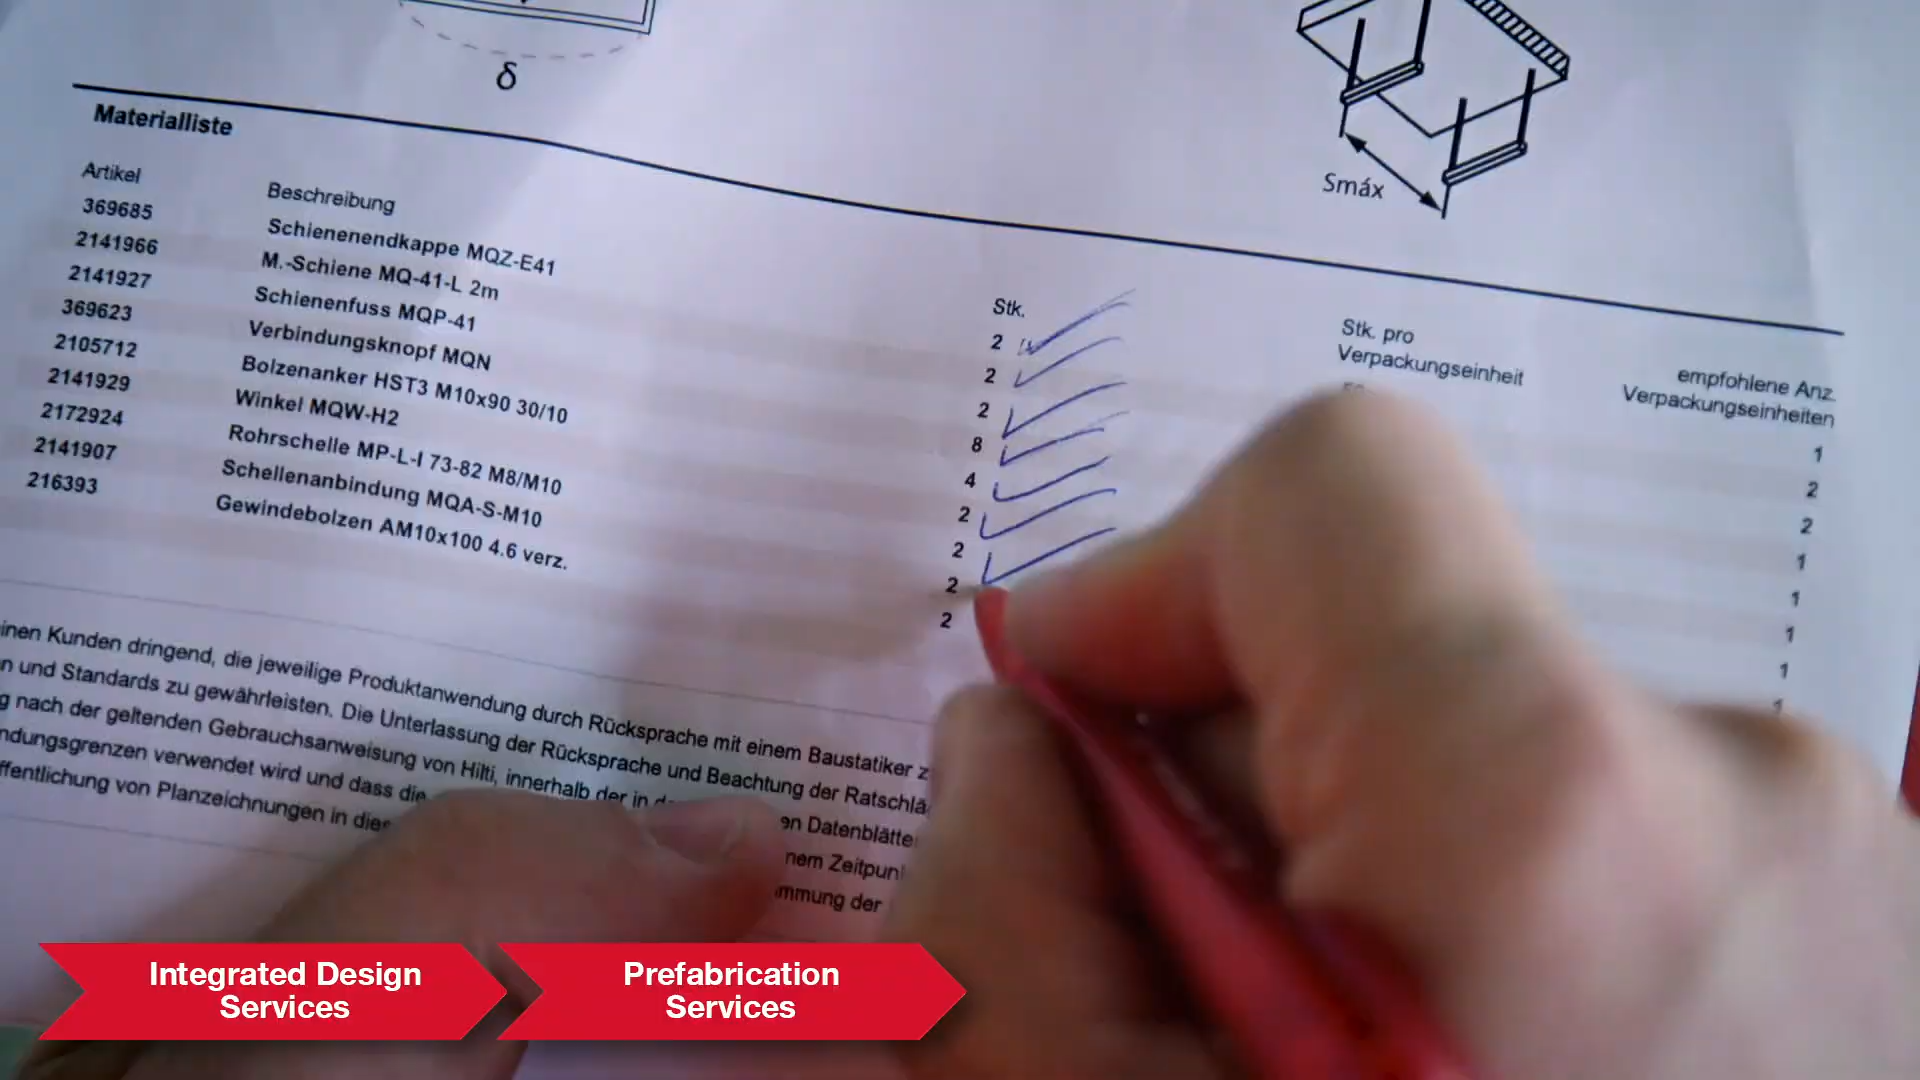 δ
Smáx
Materialliste
Artikel Beschreibung Stk. Stk. pro Verpackungseinheit empfohlene Anz. Verpackungseinheiten
369685 Schienenendkappe MQZ-E41 2 1
2141966 M.-Schiene MQ-41-L 2m 2 2
2141927 Schienenfuss MQP-41 2 2
369623 Verbindungsknopf MQN 8 1
2105712 Bolzenanker HST3 M10x90 30/10 4 1
2141929 Winkel MQW-H2 2 1
2172924 Rohrschelle MP-L-I 73-82 M8/M10 2 1
2141907 Schellenanbindung MQA-S-M10 2 1
216393 Gewindebolzen AM10x100 4.6 verz. 2
inen Kunden dringend, die jeweilige Produktanwendung durch Rücksprache mit einem Baustatiker z
n und Standards zu gewährleisten. Die Unterlassung der Rücksprache und Beachtung der Ratschlä
g nach der geltenden Gebrauchsanweisung von Hilti, innerhalb der in den Datenblätte
ndungsgrenzen verwendet wird und dass die nem Zeitpun
ffentlichung von Planzeichnungen in dies mmung der
Integrated Design
Services
Prefabrication
Services